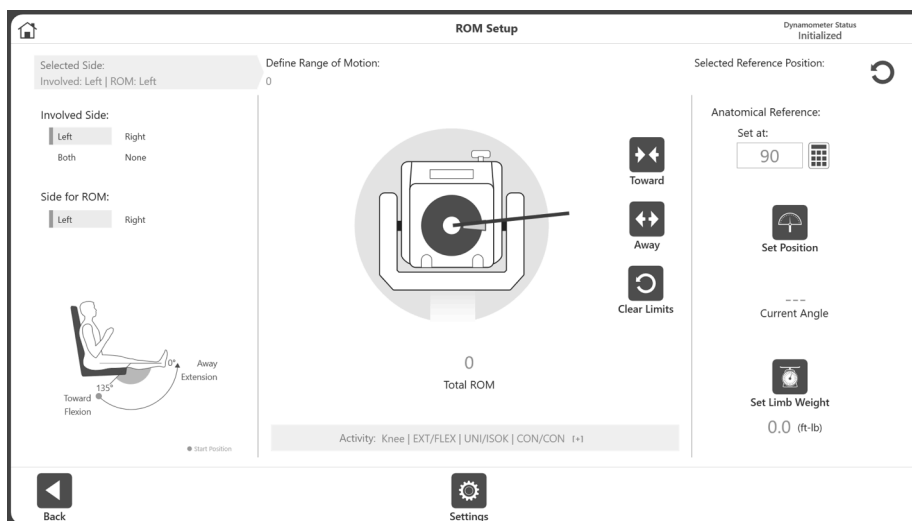 ROM Setup
Dynamometer Status
Initialized
Selected Side:
Involved: Left | ROM: Left
Define Range of Motion:
0
Selected Reference Position:
Involved Side:
Left Right
Both None
Side for ROM:
Left Right
0° Away
Extension
135°
Toward
Flexion
Start Position
Toward
Away
Clear Limits
0
Total ROM
Activity: Knee | EXT/FLEX | UNI/ISOK | CON/CON [+]
Anatomical Reference:
Set at:
90
Set Position
---
Current Angle
Set Limb Weight
0.0 (ft-lb)
Back
Settings